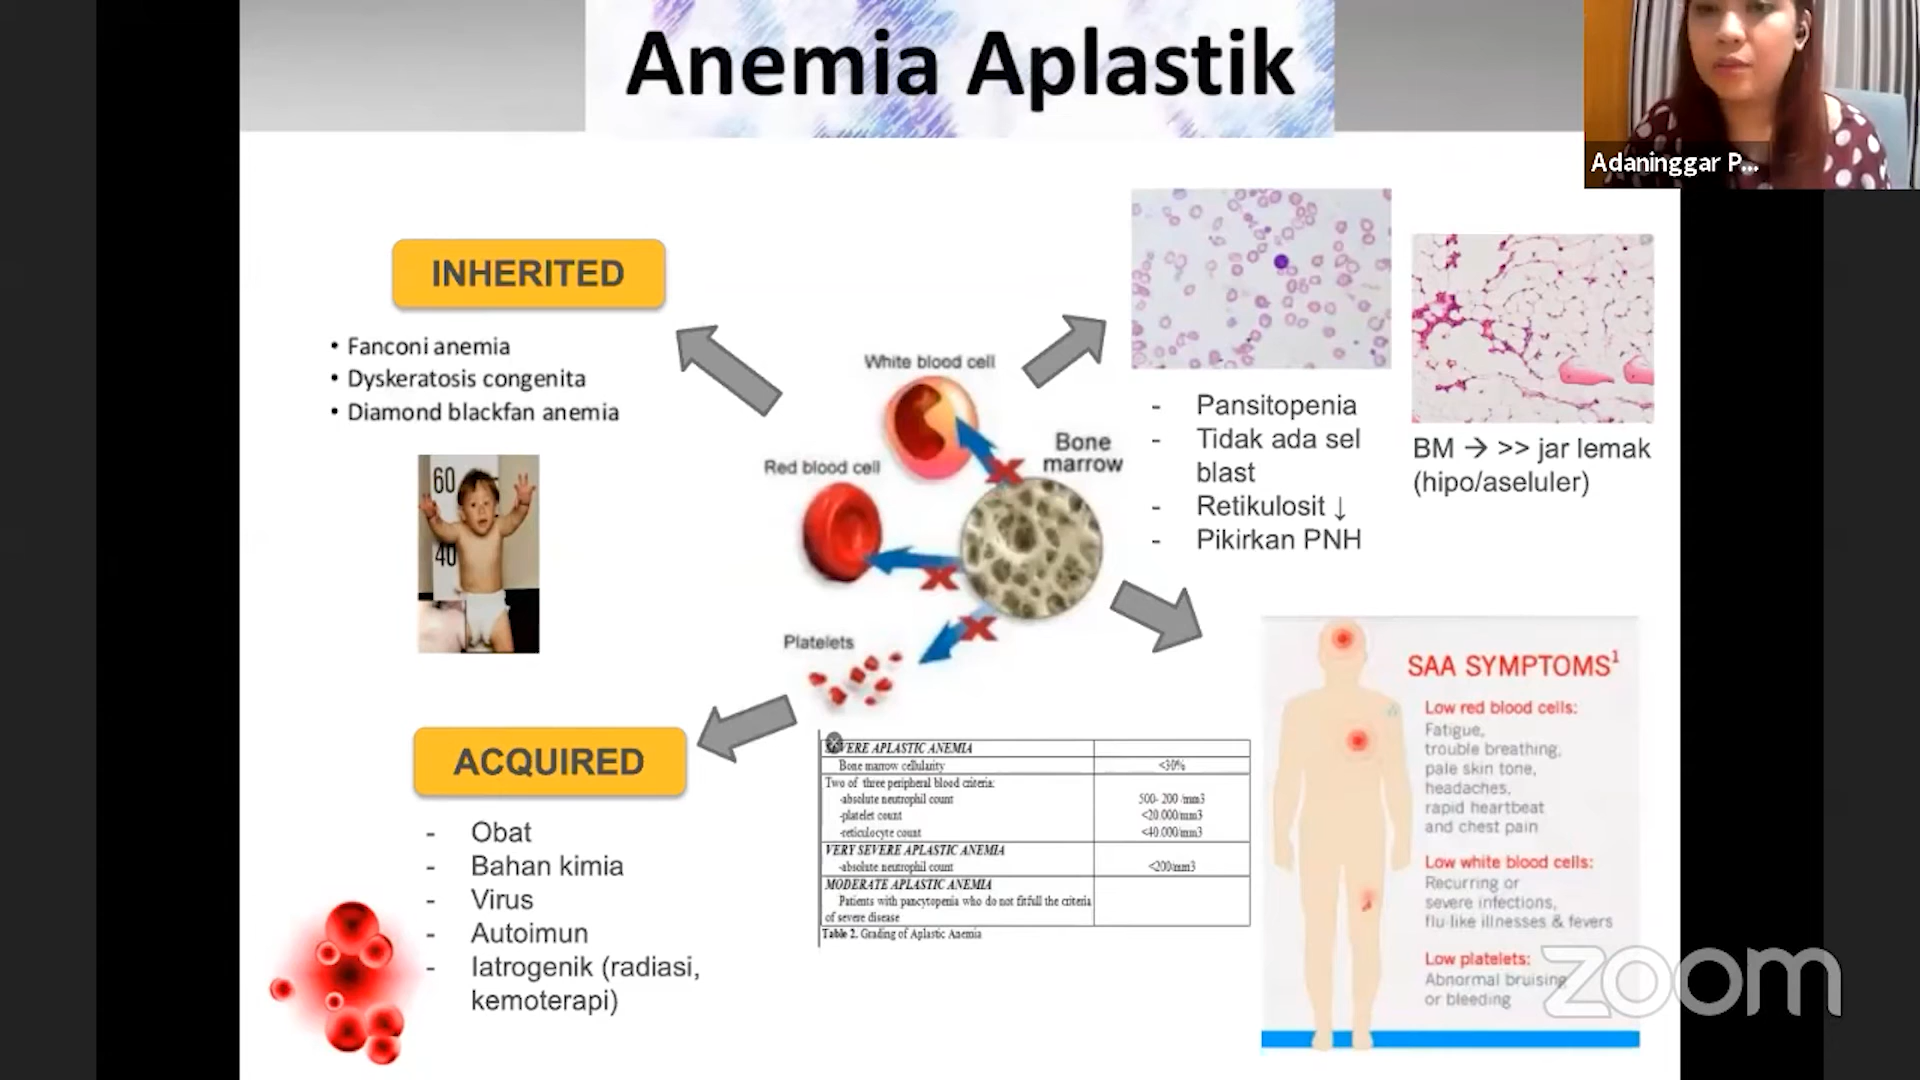 Anemia Aplastik
Adaninggar P...
INHERITED
• Fanconi anemia
• Dyskeratosis congenita
• Diamond blackfan anemia
60
40
White blood cell
Red blood cell
Bone
marrow
Platelets
- Pansitopenia
- Tidak ada sel
blast
- Retikulosit ↓
- Pikirkan PNH
BM → >> jar lemak
(hipo/aseluler)
ACQUIRED
- Obat
- Bahan kimia
- Virus
- Autoimun
- Iatrogenik (radiasi,
kemoterapi)
SEVERE APLASTIC ANEMIA
Bone marrow cellularity <30%
Two of three peripheral blood criteria:
-absolute neutrophil count 500- 200 /mm3
-platelet count <20.000/mm3
-reticulocyte count <40.000/mm3
VERY SEVERE APLASTIC ANEMIA
-absolute neutrophil count <200/mm3
MODERATE APLASTIC ANEMIA
Patients with pancytopenia who do not fitfull the criteria
of severe disease
Table 2. Grading of Aplastic Anemia
SAA SYMPTOMS1
Low red blood cells:
Fatigue,
trouble breathing,
pale skin tone,
headaches,
rapid heartbeat
and chest pain
Low white blood cells:
Recurring or
severe infections,
flu-like illnesses & fevers
Low platelets:
Abnormal bruising
or bleeding
zoom